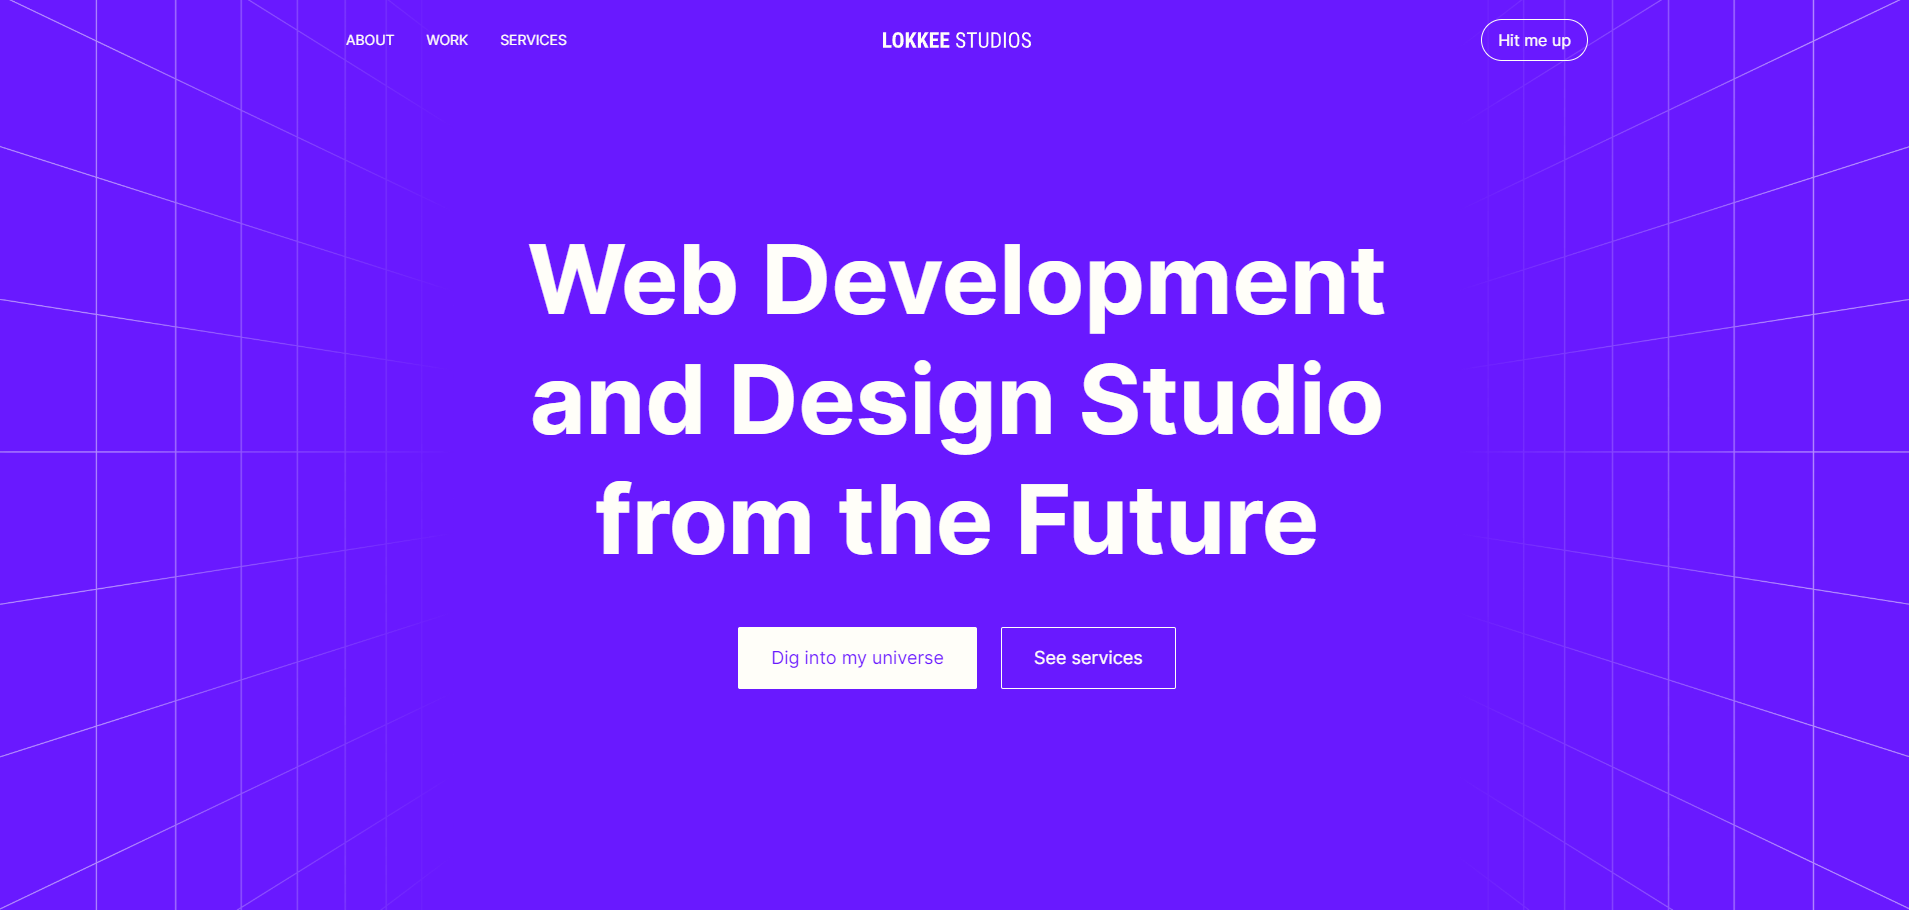 ABOUT WORK SERVICES LOKKEE STUDIOS Hit me up
Web Development
and Design Studio
from the Future
Dig into my universe See services